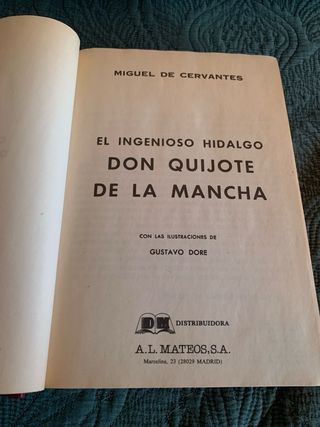 MIGUEL DE CERVANTES
EL INGENIOSO HIDALGO
DON QUIJOTE
DE LA MANCHA
CON LAS ILUSTRACIONES DE
GUSTAVO DORE
DM DISTRIBUIDORA
A.L. MATEOS,S.A.
Marcelina, 23 (28029 MADRID)